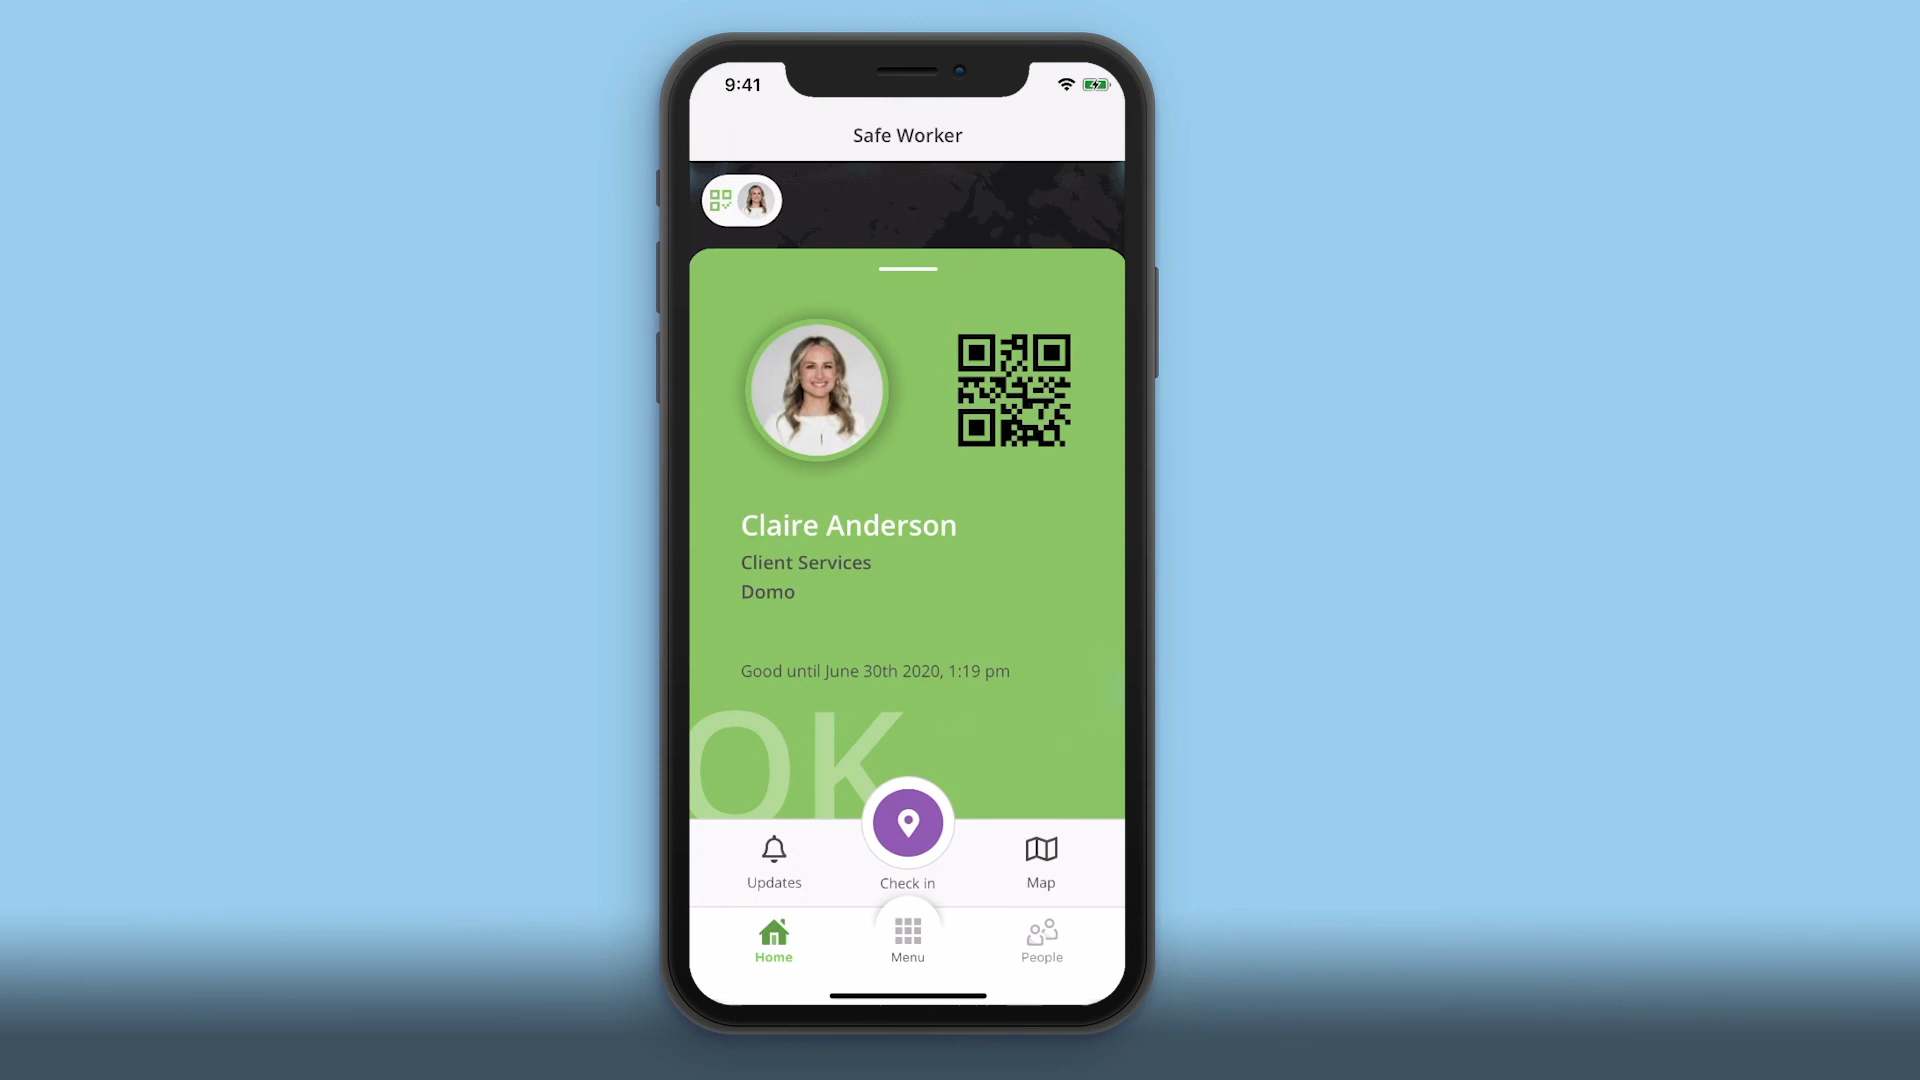 9:41
Safe Worker
Claire Anderson
Client Services
Domo
Good until June 30th 2020, 1:19 pm
OK
Updates
Check in
Map
Home
Menu
People